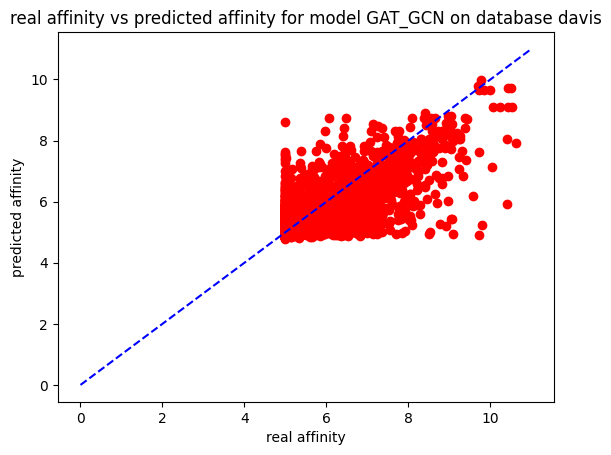 real affinity vs predicted affinity for model GAT_GCN on database davis
10
8
6
4
2
0
predicted affinity
0 2 4 6 8 10
real affinity